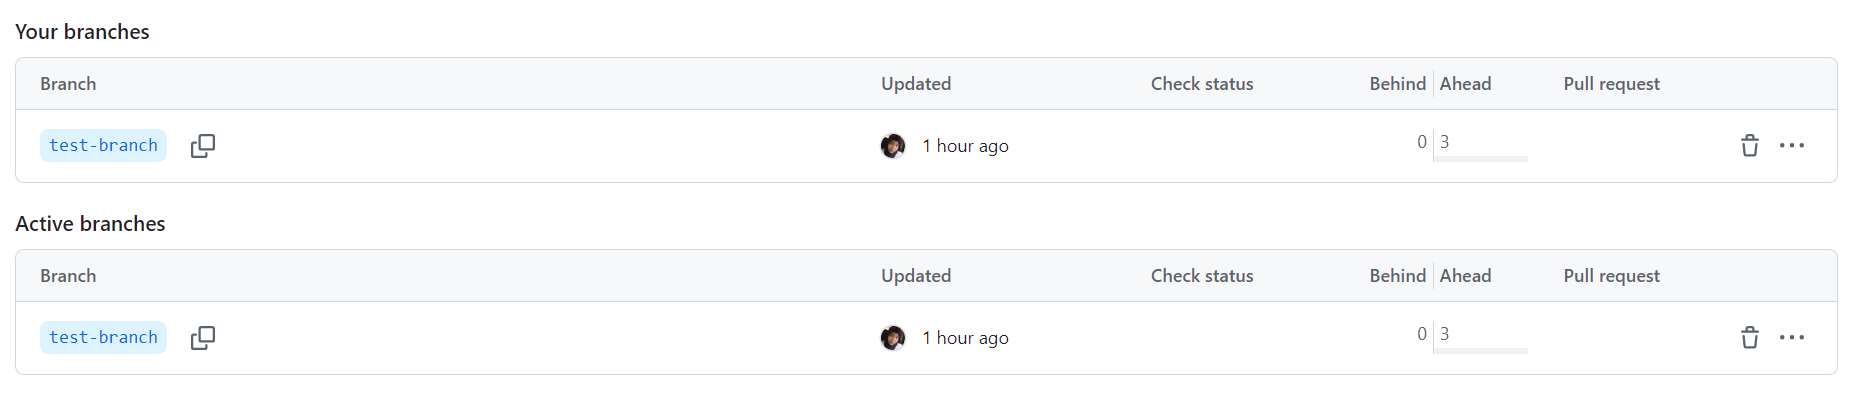 Your branches
Branch Updated Check status Behind Ahead Pull request
test-branch 1 hour ago 0 3
Active branches
Branch Updated Check status Behind Ahead Pull request
test-branch 1 hour ago 0 3